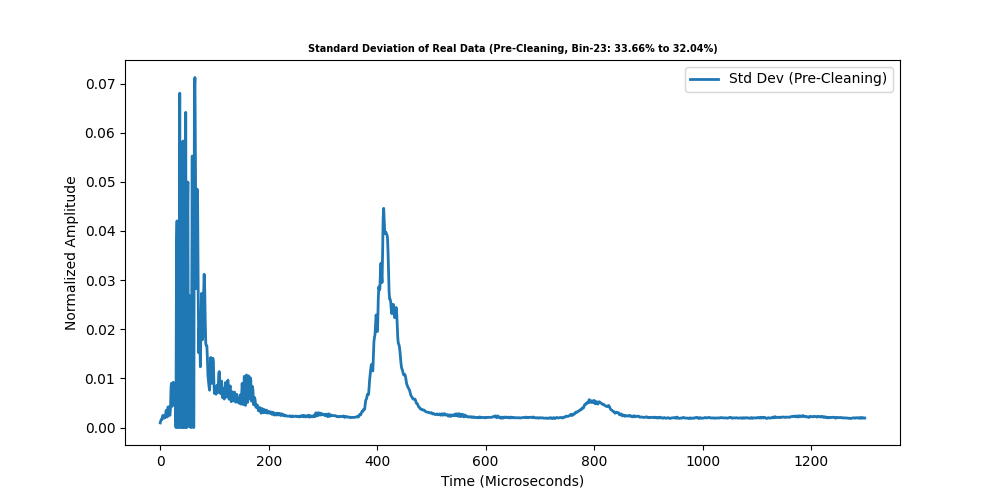 Standard Deviation of Real Data (Pre-Cleaning, Bin-23: 33.66% to 32.04%)
Std Dev (Pre-Cleaning)
Normalized Amplitude
0.07
0.06
0.05
0.04
0.03
0.02
0.01
0.00
0 200 400 600 800 1000 1200
Time (Microseconds)